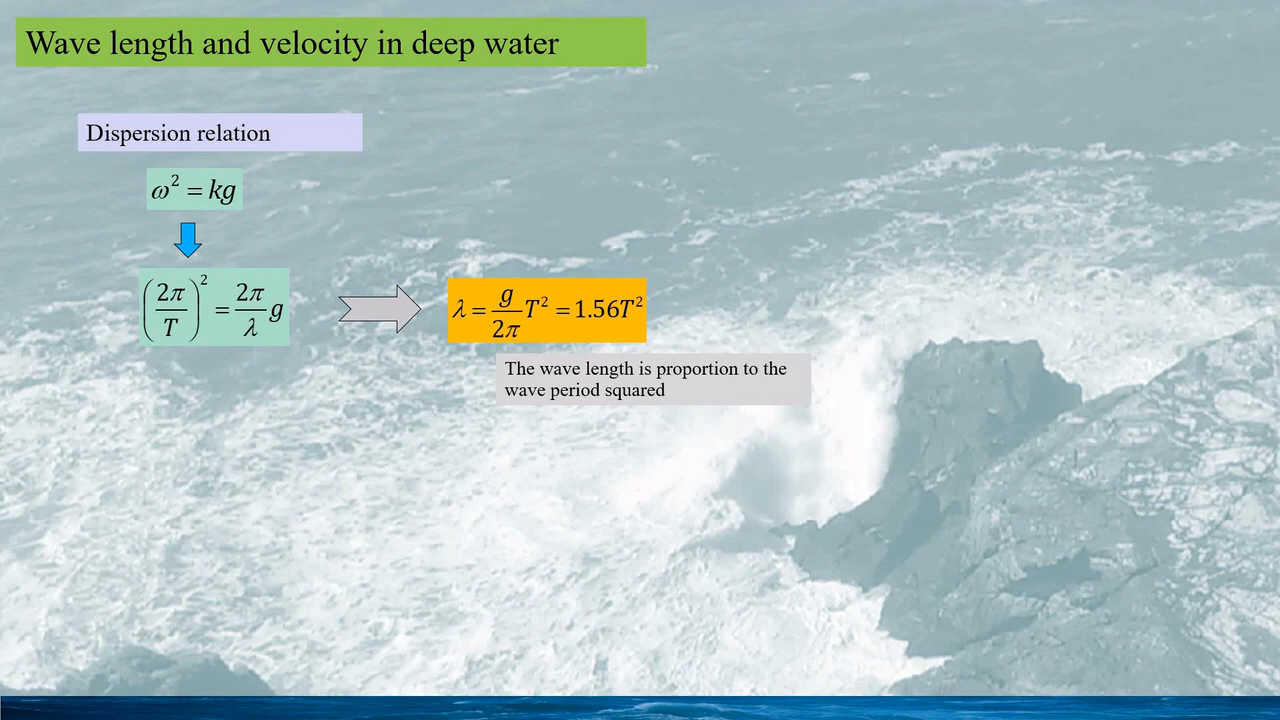 Wave length and velocity in deep water
Dispersion relation
ω² = kg
(2π/T)² = 2π/λ g
λ = g/2π T² = 1.56T²
The wave length is proportion to the
wave period squared